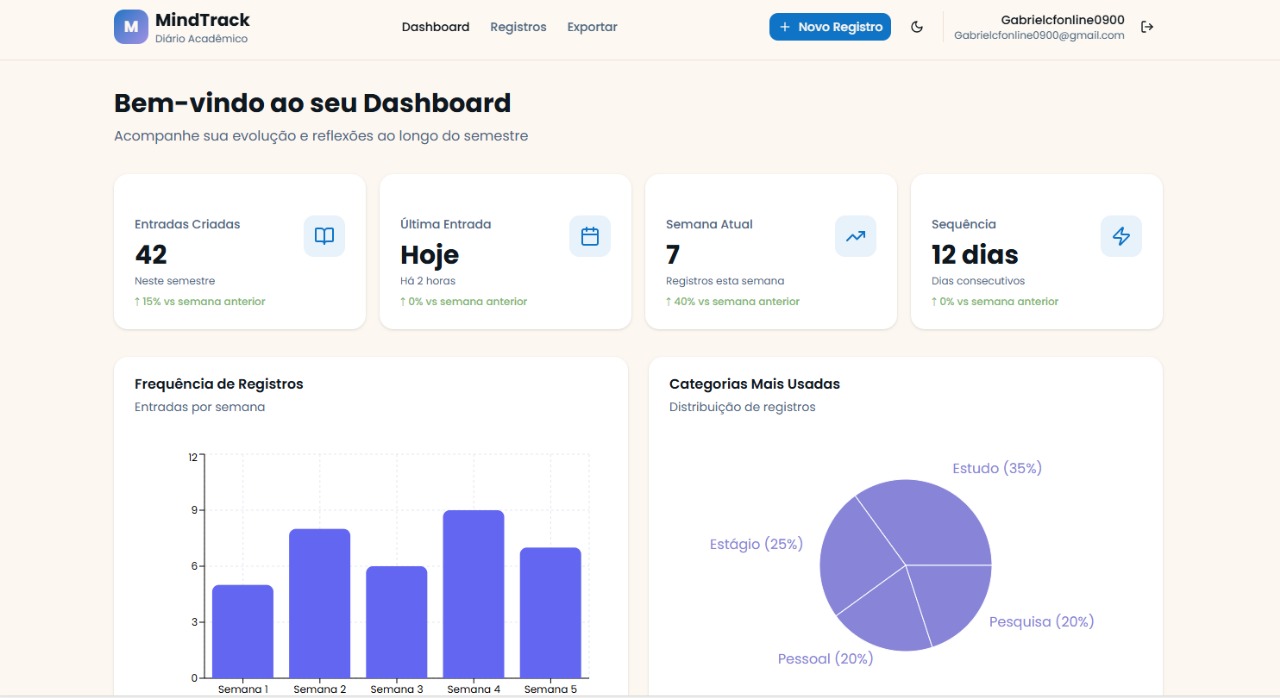 M
MindTrack
Diário Acadêmico
Dashboard
Registros
Exportar
+ Novo Registro
Gabrielcfonline0900
Gabrielcfonline0900@gmail.com
Bem-vindo ao seu Dashboard
Acompanhe sua evolução e reflexões ao longo do semestre
Entradas Criadas
42
Neste semestre
↑ 15% vs semana anterior
Última Entrada
Hoje
Há 2 horas
↑ 0% vs semana anterior
Semana Atual
7
Registros esta semana
↑ 40% vs semana anterior
Sequência
12 dias
Dias consecutivos
↑ 0% vs semana anterior
Frequência de Registros
Entradas por semana
12
9
6
3
0
Semana 1
Semana 2
Semana 3
Semana 4
Semana 5
Categorias Mais Usadas
Distribuição de registros
Estudo (35%)
Estágio (25%)
Pesquisa (20%)
Pessoal (20%)